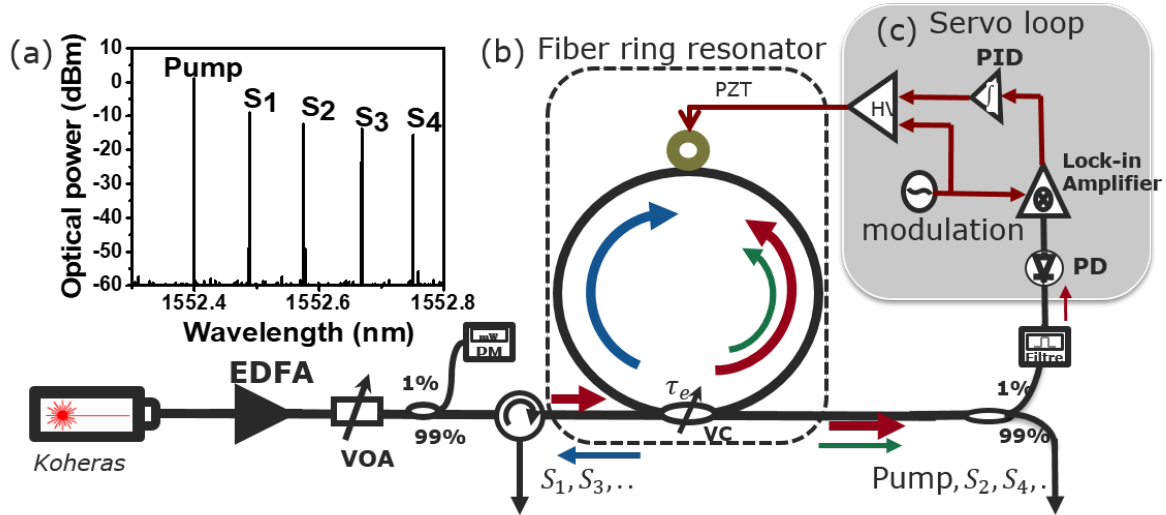 (a)
10
0
-10
-20
-30
-40
-50
-60
Optical power (dBm)
Pump
S1
S2
S3
S4
1552.4
1552.6
1552.8
Wavelength (nm)
(b)
Fiber ring resonator
PZT
τe
VC
(c)
Servo loop
PID
HV
∫
Lock-in
Amplifier
modulation
PD
Filtre
1%
99%
mW
PM
EDFA
1%
99%
VOA
Koheras
S1, S3, ..
Pump, S2, S4, .